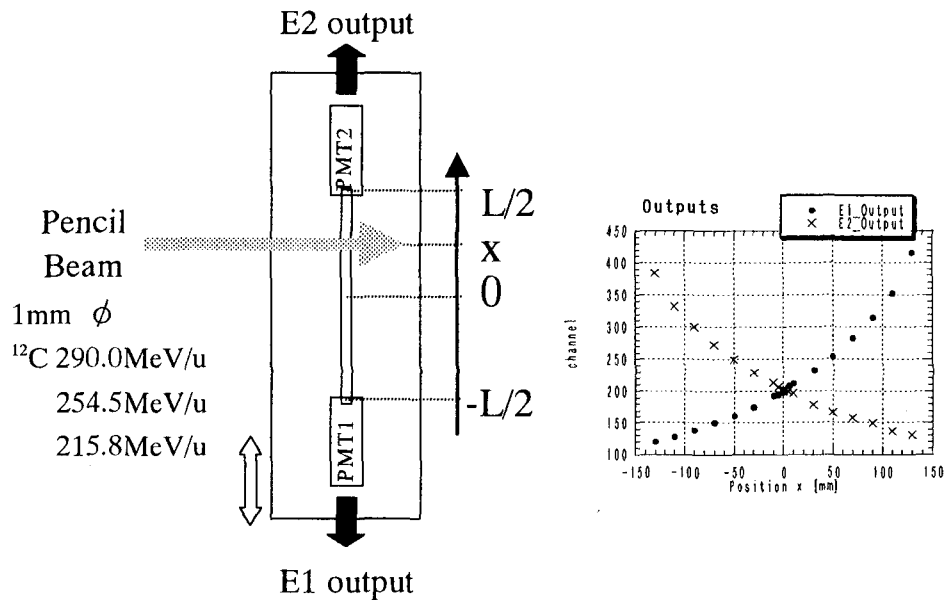 E2 output
PMT2
L/2
Pencil
Beam
x
0
1mm ϕ
¹²C 290.0MeV/u
254.5MeV/u
215.8MeV/u
-L/2
PMT1
E1 output
Outputs
E1_Output
E2_Output
450
400
350
300
250
200
150
100
channel
-150 -100 -50 0 50 100 150
Position x [mm]